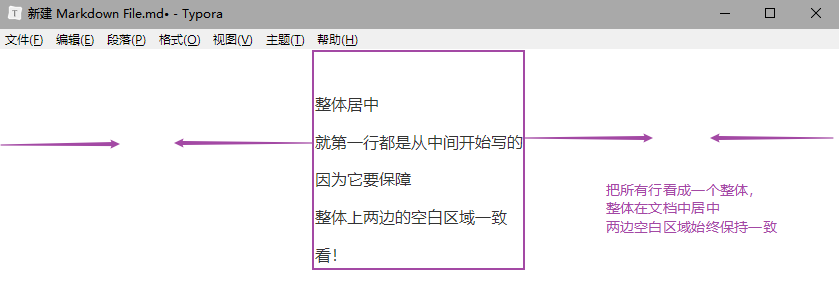 T 新建 Markdown File.md• - Typora
文件(F) 编辑(E) 段落(P) 格式(O) 视图(V) 主题(T) 帮助(H)
整体居中
就第一行都是从中间开始写的
因为它要保障
整体上两边的空白区域一致
看！
把所有行看成一个整体，
整体在文档中居中
两边空白区域始终保持一致